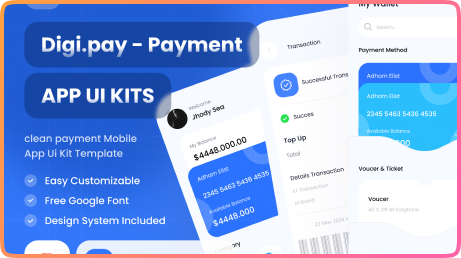 Digi.pay - Payment
APP UI KITS
clean payment Mobile
App Ui Kit Template
Easy Customizable
Free Google Font
Design System Included
Welcome
Jhody Sea
My Balance
$4448,000.00
Adham Elist
2345 5463 5436 4535
Available Balance
$4448,000
Transaction
Successful Trans
Succes
Top Up
Total
Details Transaction
My Wallet
Search..
Payment Method
Adham Elist
Adham Elist
1234 5463 5436 4535
Available Balance
Voucer & Ticket
Voucer